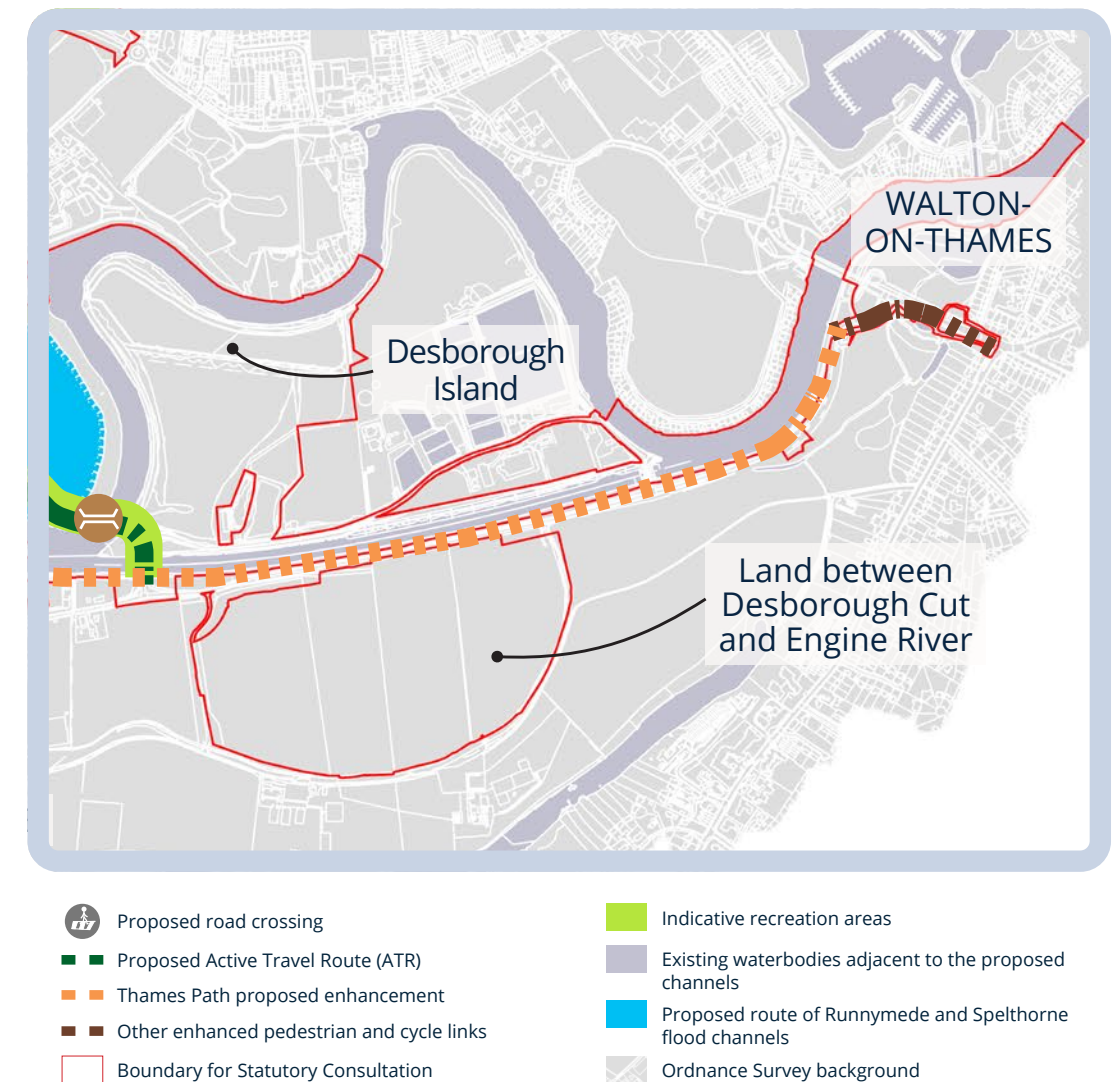 WALTON-
ON-THAMES
Desborough
Island
Land between
Desborough Cut
and Engine River
Proposed road crossing
Proposed Active Travel Route (ATR)
Thames Path proposed enhancement
Other enhanced pedestrian and cycle links
Boundary for Statutory Consultation
Indicative recreation areas
Existing waterbodies adjacent to the proposed
channels
Proposed route of Runnymede and Spelthorne
flood channels
Ordnance Survey background